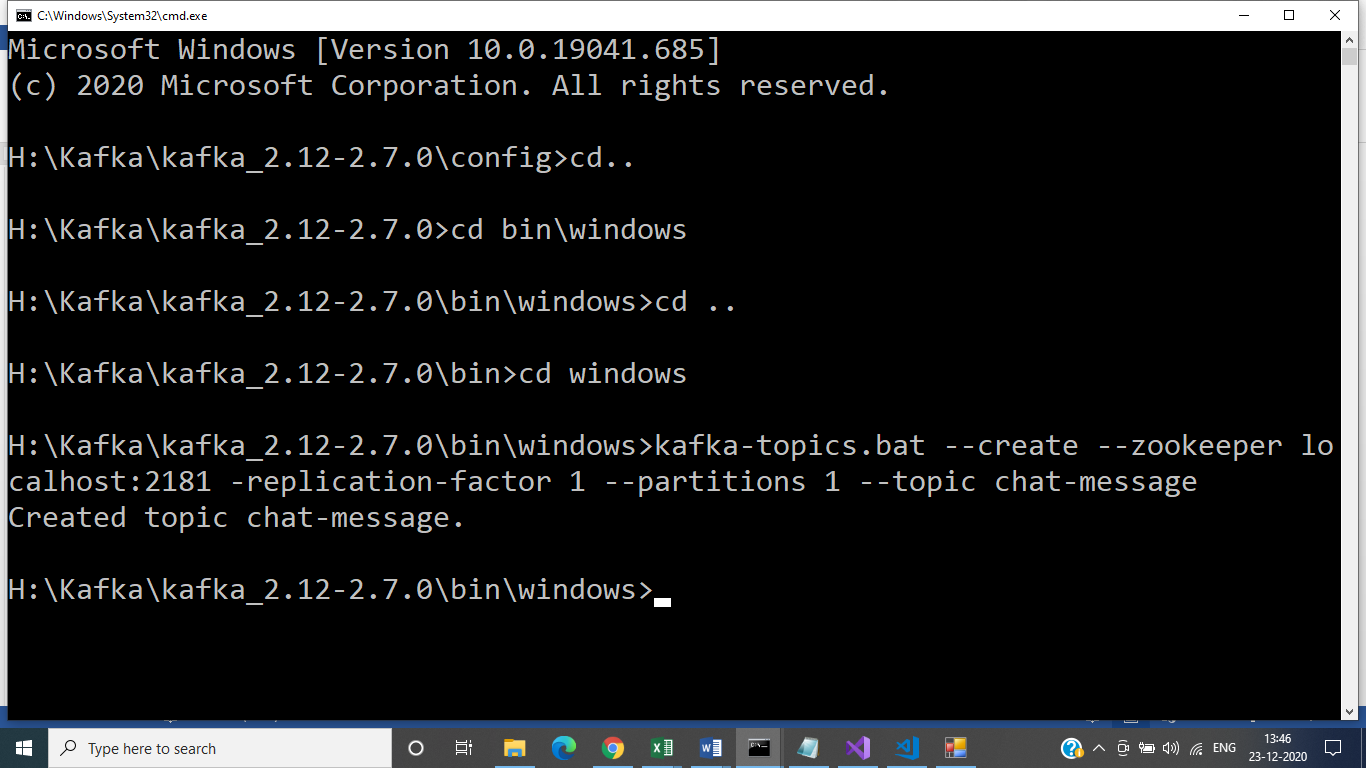 C:\Windows\System32\cmd.exe
Microsoft Windows [Version 10.0.19041.685]
(c) 2020 Microsoft Corporation. All rights reserved.
H:\Kafka\kafka_2.12-2.7.0\config>cd..
H:\Kafka\kafka_2.12-2.7.0>cd bin\windows
H:\Kafka\kafka_2.12-2.7.0\bin\windows>cd ..
H:\Kafka\kafka_2.12-2.7.0\bin>cd windows
H:\Kafka\kafka_2.12-2.7.0\bin\windows>kafka-topics.bat --create --zookeeper lo
calhost:2181 -replication-factor 1 --partitions 1 --topic chat-message
Created topic chat-message.
H:\Kafka\kafka_2.12-2.7.0\bin\windows>
Type here to search
ENG
13:46
23-12-2020